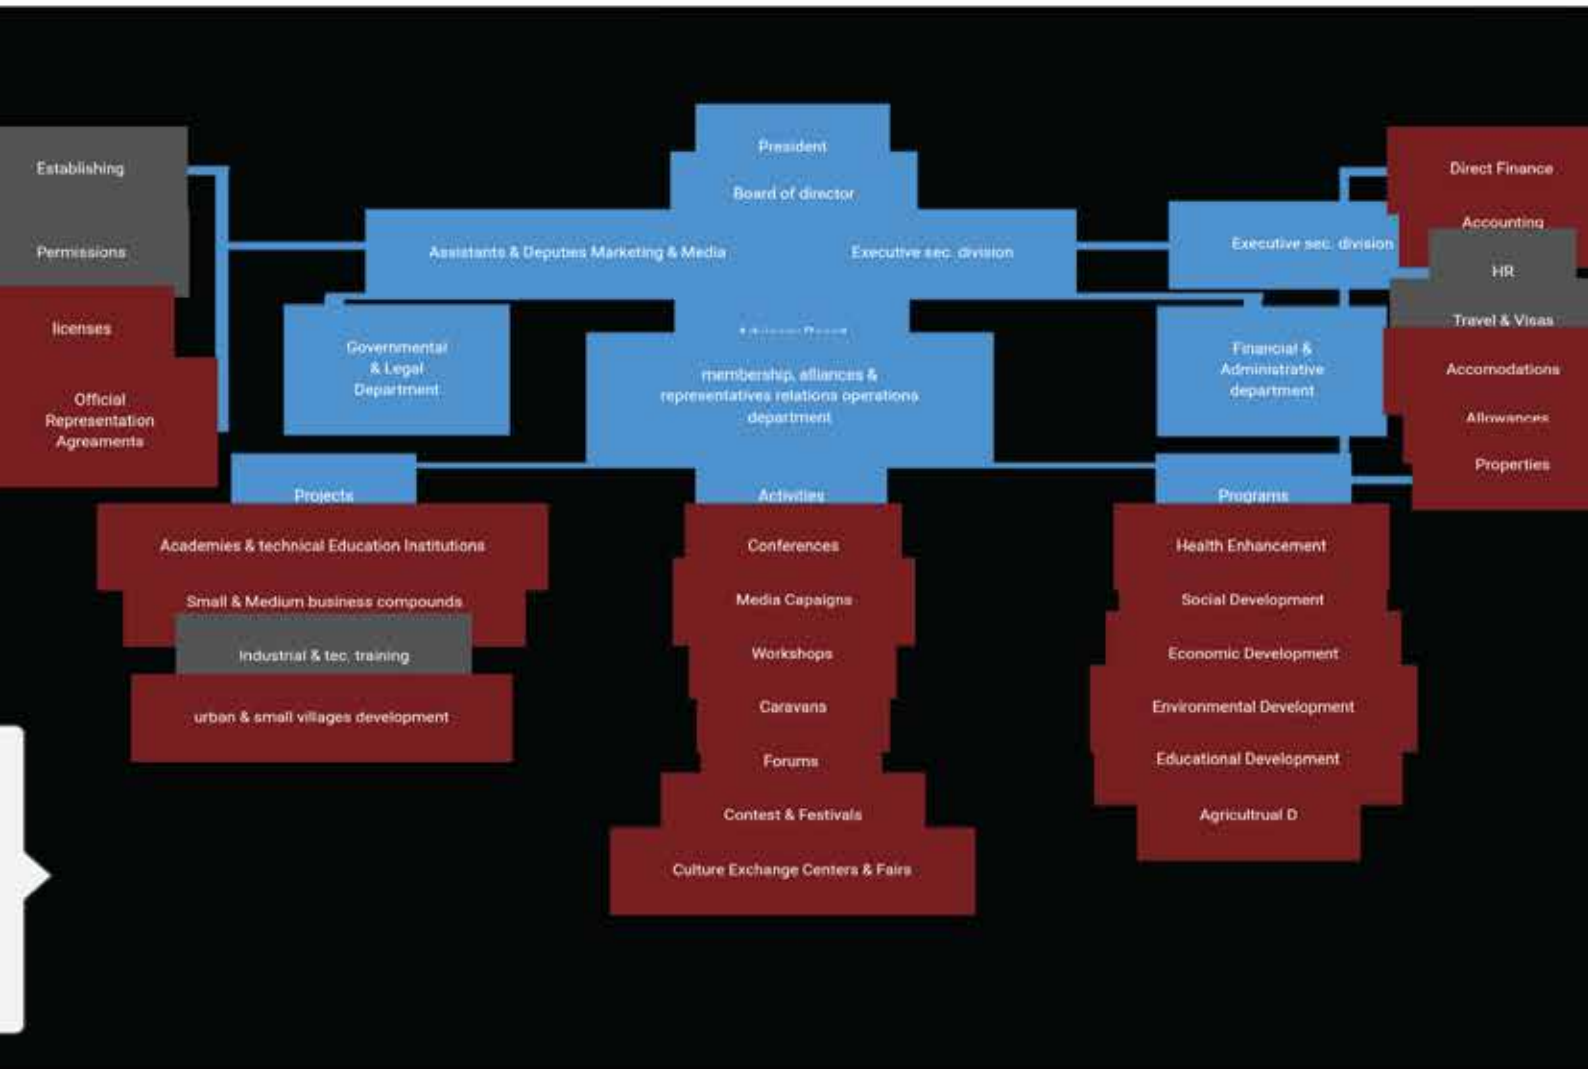 President
Board of director
Assistants & Deputies Marketing & Media
Executive sec. division
Executive sec. division
Establishing
Permissions
licenses
Official
Representation
Agreaments
Governmental
& Legal
Department
membership, alliances &
representatives relations operations
department
Financial &
Administrative
department
Direct Finance
Accounting
HR
Travel & Visas
Accomodations
Allowances
Properties
Projects
Academies & technical Education Institutions
Small & Medium business compounds
Industrial & tec. training
urban & small villages development
Activities
Conferences
Media Capaigns
Workshops
Caravans
Forums
Contest & Festivals
Culture Exchange Centers & Fairs
Programs
Health Enhancement
Social Development
Economic Development
Environmental Development
Educational Development
Agricultrual D